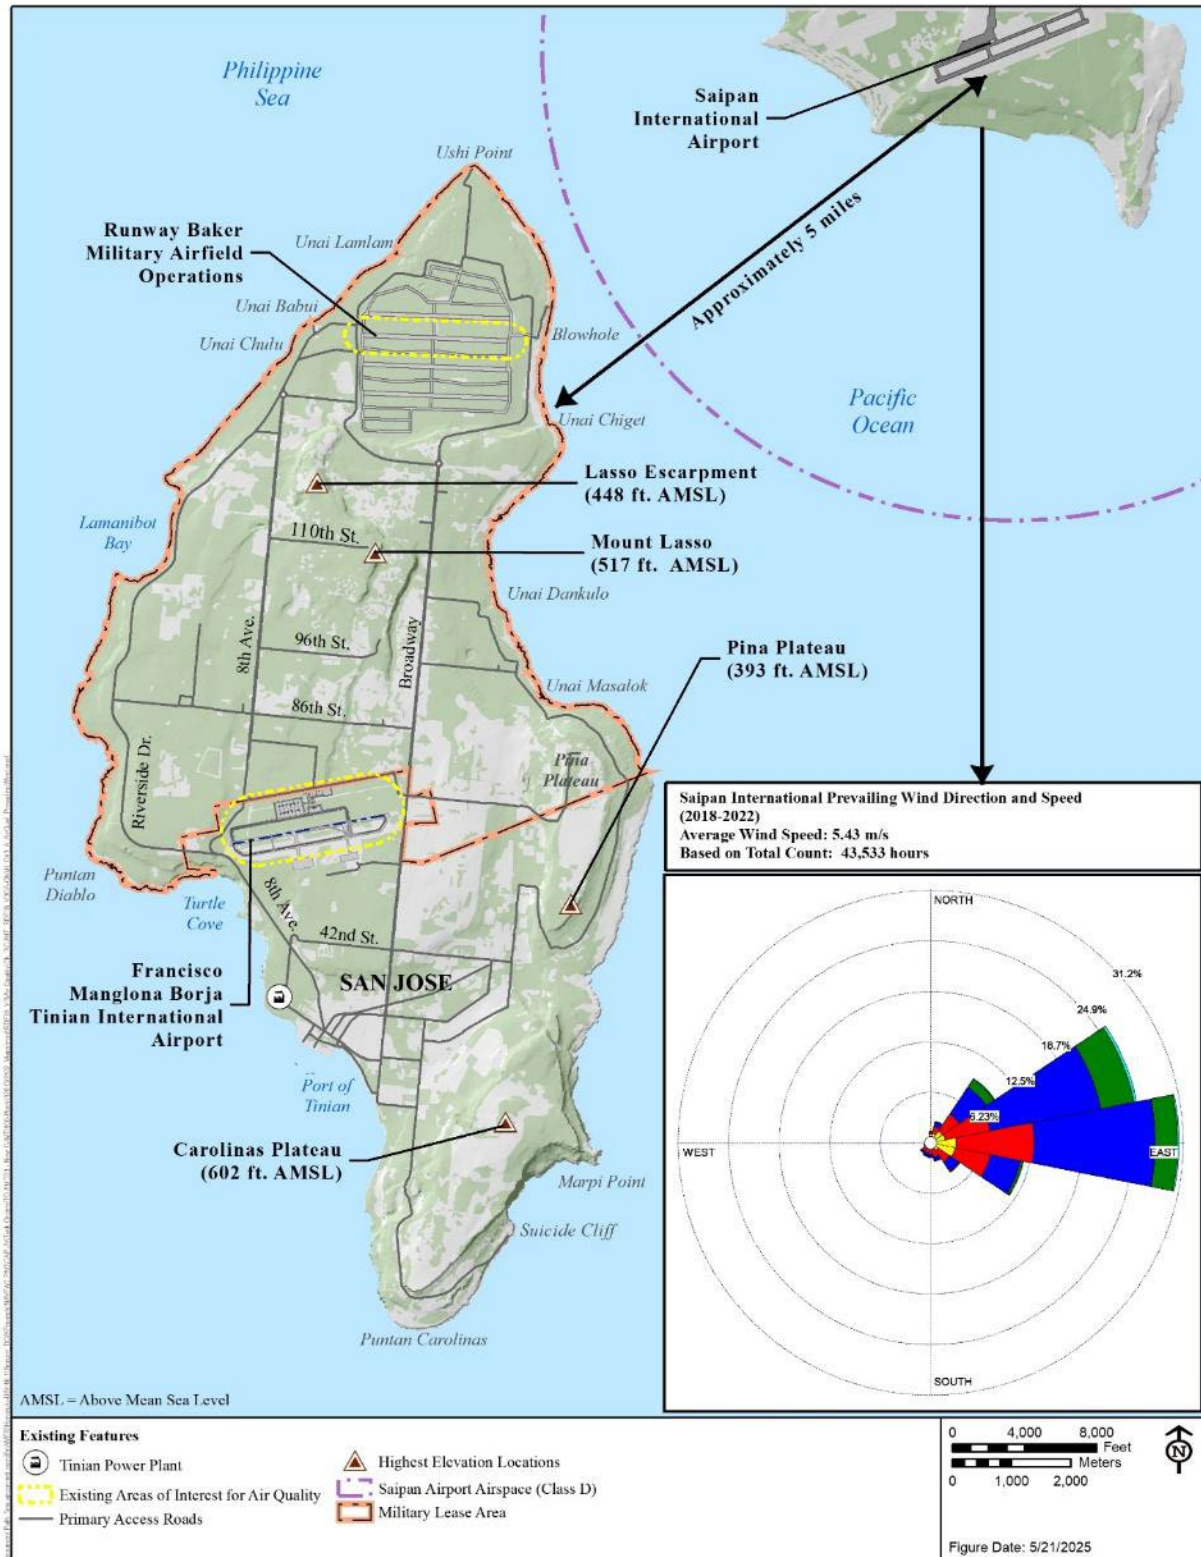 Philippine
Sea
Saipan
International
Airport
Ushi Point
Approximately 5 miles
Runway Baker
Military Airfield
Operations
Unai Lamlam
Unai Babui
Unai Chulu
Blowhole
Pacific
Ocean
Unai Chiget
Lasso Escarpment
(448 ft. AMSL)
Lamanibot
Bay
110th St.
Mount Lasso
(517 ft. AMSL)
Unai Dankulo
8th Ave.
96th St.
Broadway
Pina Plateau
(393 ft. AMSL)
Unai Masalok
86th St.
Riverside Dr.
Pina
Plateau
Puntan
Diablo
Turtle
Cove
8th Ave.
42nd St.
SAN JOSE
Francisco
Manglona Borja
Tinian International
Airport
Port of
Tinian
Carolinas Plateau
(602 ft. AMSL)
Marpi Point
Suicide Cliff
Puntan Carolinas
AMSL = Above Mean Sea Level
Saipan International Prevailing Wind Direction and Speed
(2018-2022)
Average Wind Speed: 5.43 m/s
Based on Total Count: 43,533 hours
NORTH
31.2%
24.9%
18.7%
12.5%
6.23%
WEST
EAST
SOUTH
Existing Features
Tinian Power Plant
Existing Areas of Interest for Air Quality
Primary Access Roads
Highest Elevation Locations
Saipan Airport Airspace (Class D)
Military Lease Area
0 4,000 8,000
Feet
Meters
0 1,000 2,000
N
Figure Date: 5/21/2025